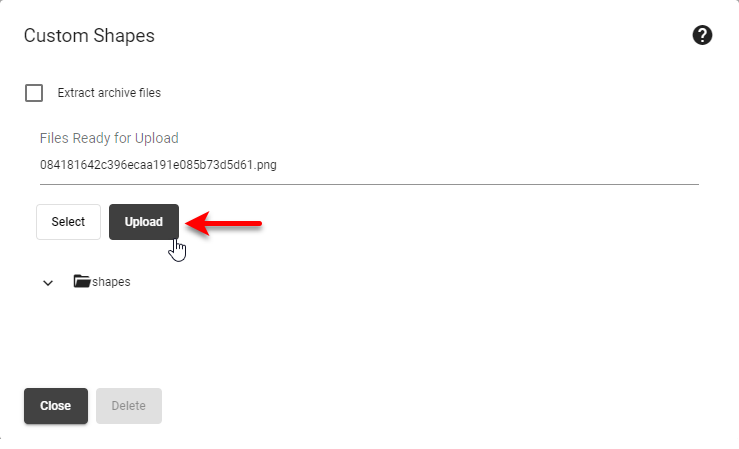 Custom Shapes
Extract archive files
Files Ready for Upload
084181642c396ecaa191e085b73d5d61.png
Select Upload
shapes
Close Delete